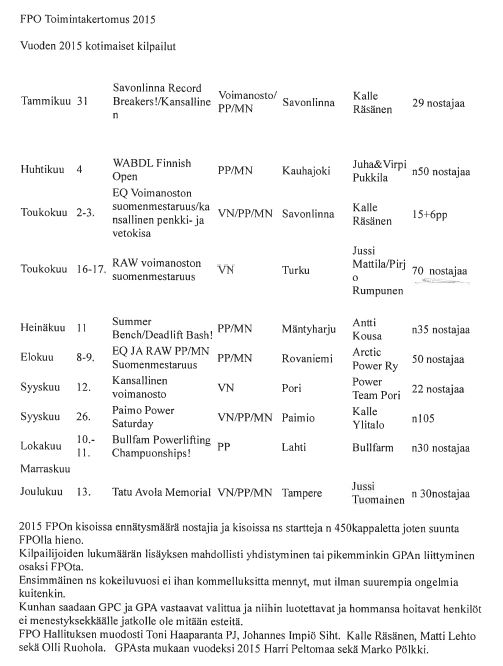 FPO Toimintakertomus 2015
Vuoden 2015 kotimaiset kilpailut
Tammikuu 31 Savonlinna Record Breakers!/Kansalline n Voimanosto/ PP/MN Savonlinna Kalle Räsänen 29 nostajaa
Huhtikuu 4 WABDL Finnish Open PP/MN Kauhajoki Juha&Virpi Pukkila n50 nostajaa
Toukokuu 2-3. EQ Voimanoston suomenmestaruus/ka nsallinen penkki- ja vetokisa VN/PP/MN Savonlinna Kalle Räsänen 15+6pp
Toukokuu 16-17. RAW voimanoston suomenmestaruus VN Turku Jussi Mattila/Pirj o Rumpunen 70 nostajaa
Heinäkuu 11 Summer Bench/Deadlift Bash! PP/MN Mäntyharju Antti Kousa n35 nostajaa
Elokuu 8-9. EQ JA RAW PP/MN Suomenmestaruus PP/MN Rovaniemi Arctic Power Ry 50 nostajaa
Syyskuu 12. Kansallinen voimanosto VN Pori Power Team Pori 22 nostajaa
Syyskuu 26. Paimo Power Saturday VN/PP/MN Paimio Kalle Ylitalo n105
Lokakuu 10.- 11. Bullfam Powerlifting Champuonships! PP Lahti Bullfarm n30 nostajaa
Marraskuu
Joulukuu 13. Tatu Avola Memorial VN/PP/MN Tampere Jussi Tuomainen n 30nostajaa
2015 FPOn kisoissa ennätysmäärä nostajia ja kisoissa ns startteja n 450kappaletta joten suunta
FPOlla hieno.
Kilpailijoiden lukumäärän lisäyksen mahdollisti yhdistyminen tai pikemminkin GPAn liittyminen
osaksi FPOta.
Ensimmäinen ns kokeiluvuosi ei ihan kommelluksitta mennyt, mut ilman suurempia ongelmia
kuitenkin.
Kunhan saadaan GPC ja GPA vastaavat valittua ja niihin luotettavat ja hommansa hoitavat henkilöt
ei menestyksekkäälle jatkolle ole mitään esteitä.
FPO Hallituksen muodosti Toni Haaparanta PJ, Johannes Impiö Siht. Kalle Räsänen, Matti Lehto
sekä Olli Ruohola. GPAsta mukaan vuodeksi 2015 Harri Peltomaa sekä Marko Pölkki.